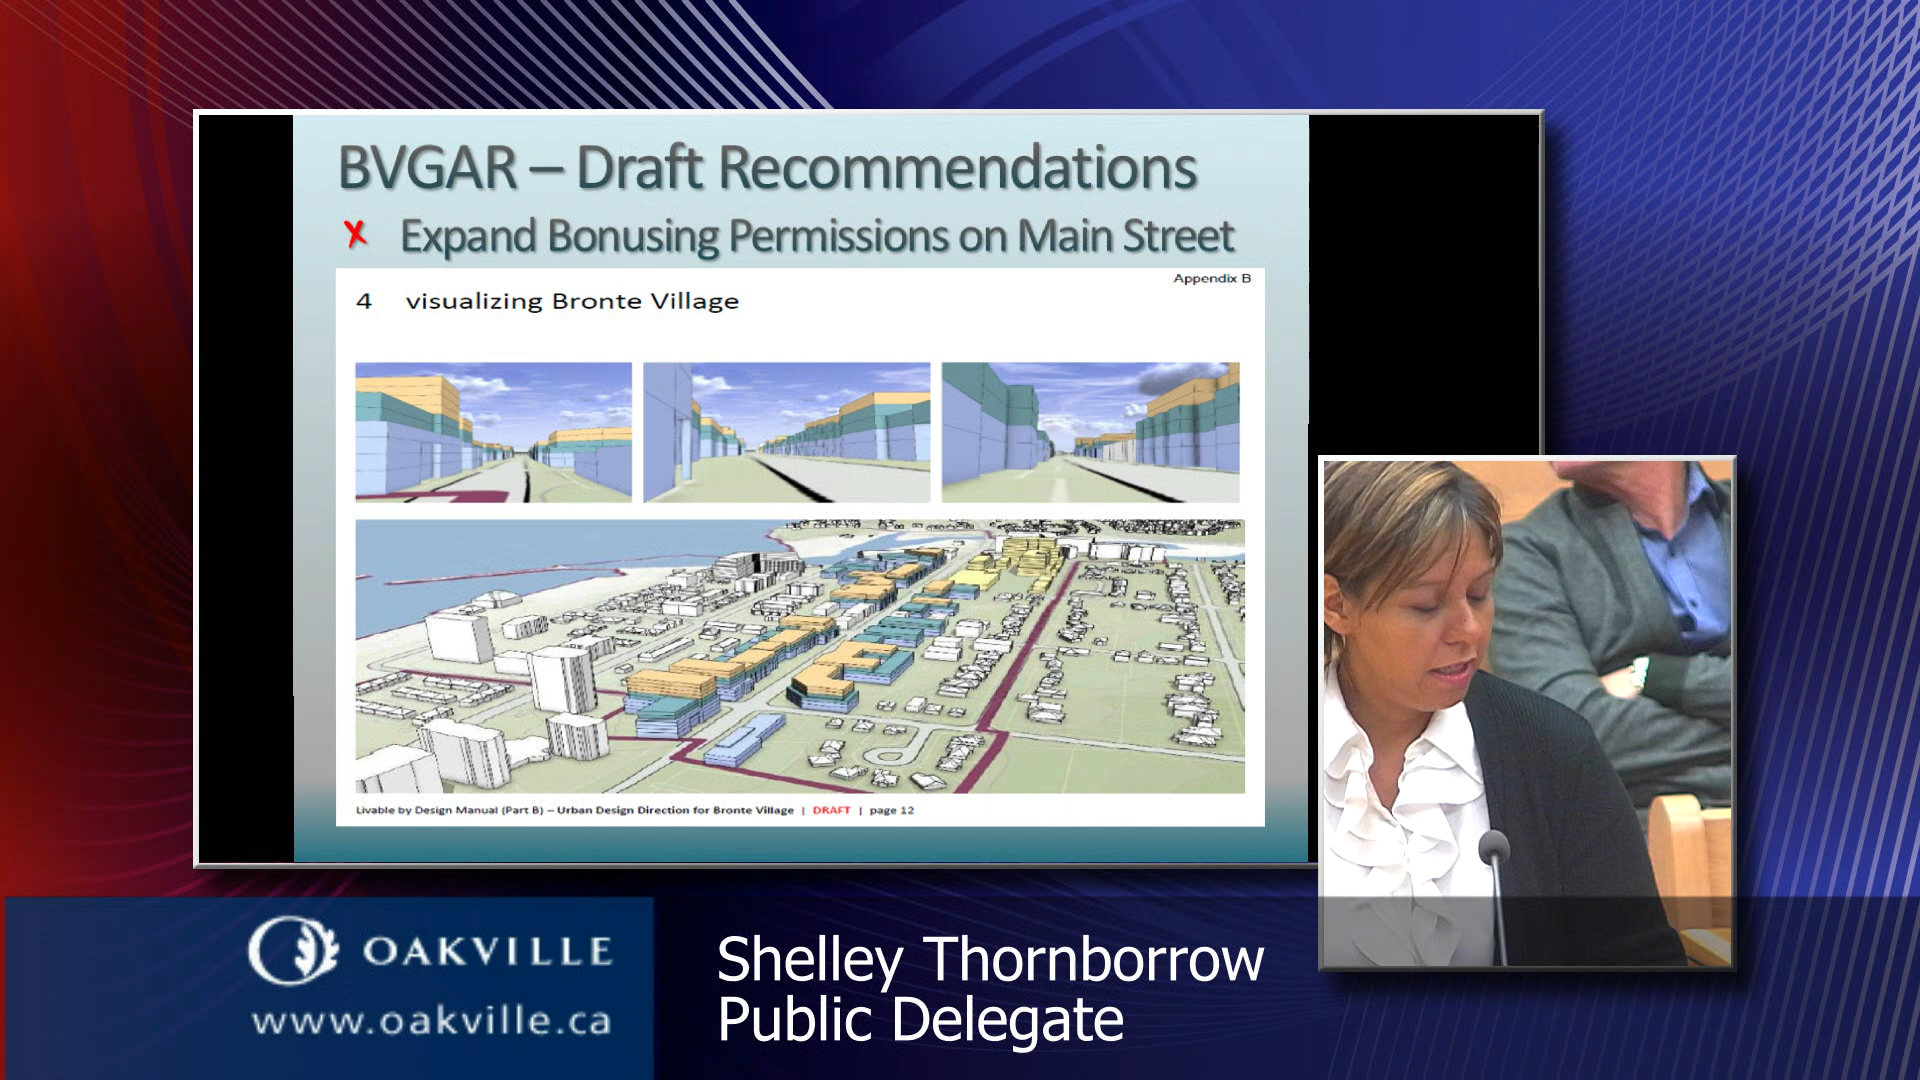 BVGAR – Draft Recommendations
X Expand Bonusing Permissions on Main Street
Appendix B
4 visualizing Bronte Village
Livable by Design Manual (Part B) – Urban Design Direction for Bronte Village | DRAFT | page 12
OAKVILLE
www.oakville.ca
Shelley Thornborrow
Public Delegate